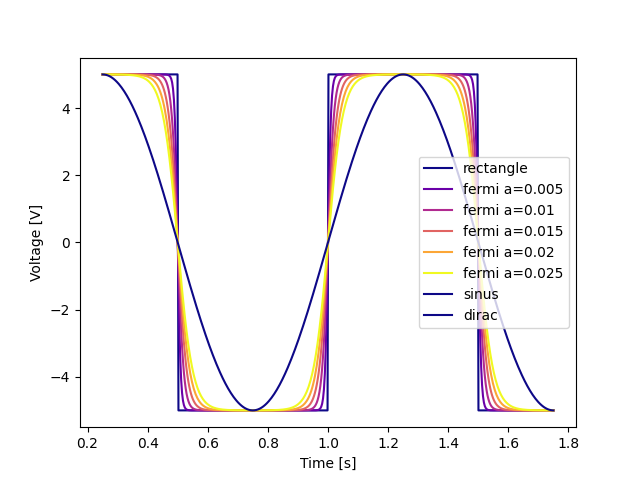 4
2
0
−2
−4
Voltage [V]
rectangle
fermi a=0.005
fermi a=0.01
fermi a=0.015
fermi a=0.02
fermi a=0.025
sinus
dirac
0.2 0.4 0.6 0.8 1.0 1.2 1.4 1.6 1.8
Time [s]